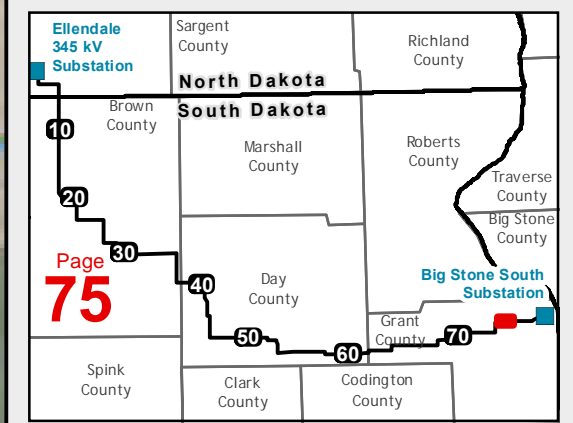 Ellendale
345 kV
Substation
Sargent
County
Richland
County
North Dakota
South Dakota
Brown
County
10
Marshall
County
Roberts
County
Traverse
County
20
Big Stone
County
30
Page
75
40
Day
County
Big Stone South
Substation
50
60
Grant
County
70
Spink
County
Clark
County
Codington
County